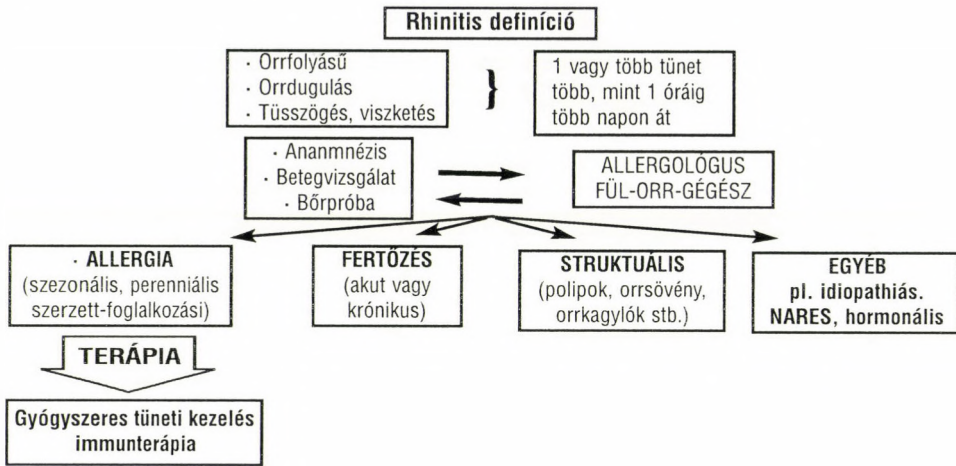 Rhinitis definíció
· Orrfolyásű
· Orrdugulás
· Tüsszögés, viszketés
}
1 vagy több tünet
több, mint 1 óráig
több napon át
· Ananmnézis
· Betegvizsgálat
· Bőrpróba
ALLERGOLÓGUS
FÜL-ORR-GÉGÉSZ
· ALLERGIA
(szezonális, perenniális
szerzett-foglalkozási)
FERTŐZÉS
(akut vagy
krónikus)
STRUKTUÁLIS
(polipok, orrsövény,
orrkagylók stb.)
EGYÉB
pl. idiopathiás.
NARES, hormonális
TERÁPIA
Gyógyszeres tüneti kezelés
immunterápia